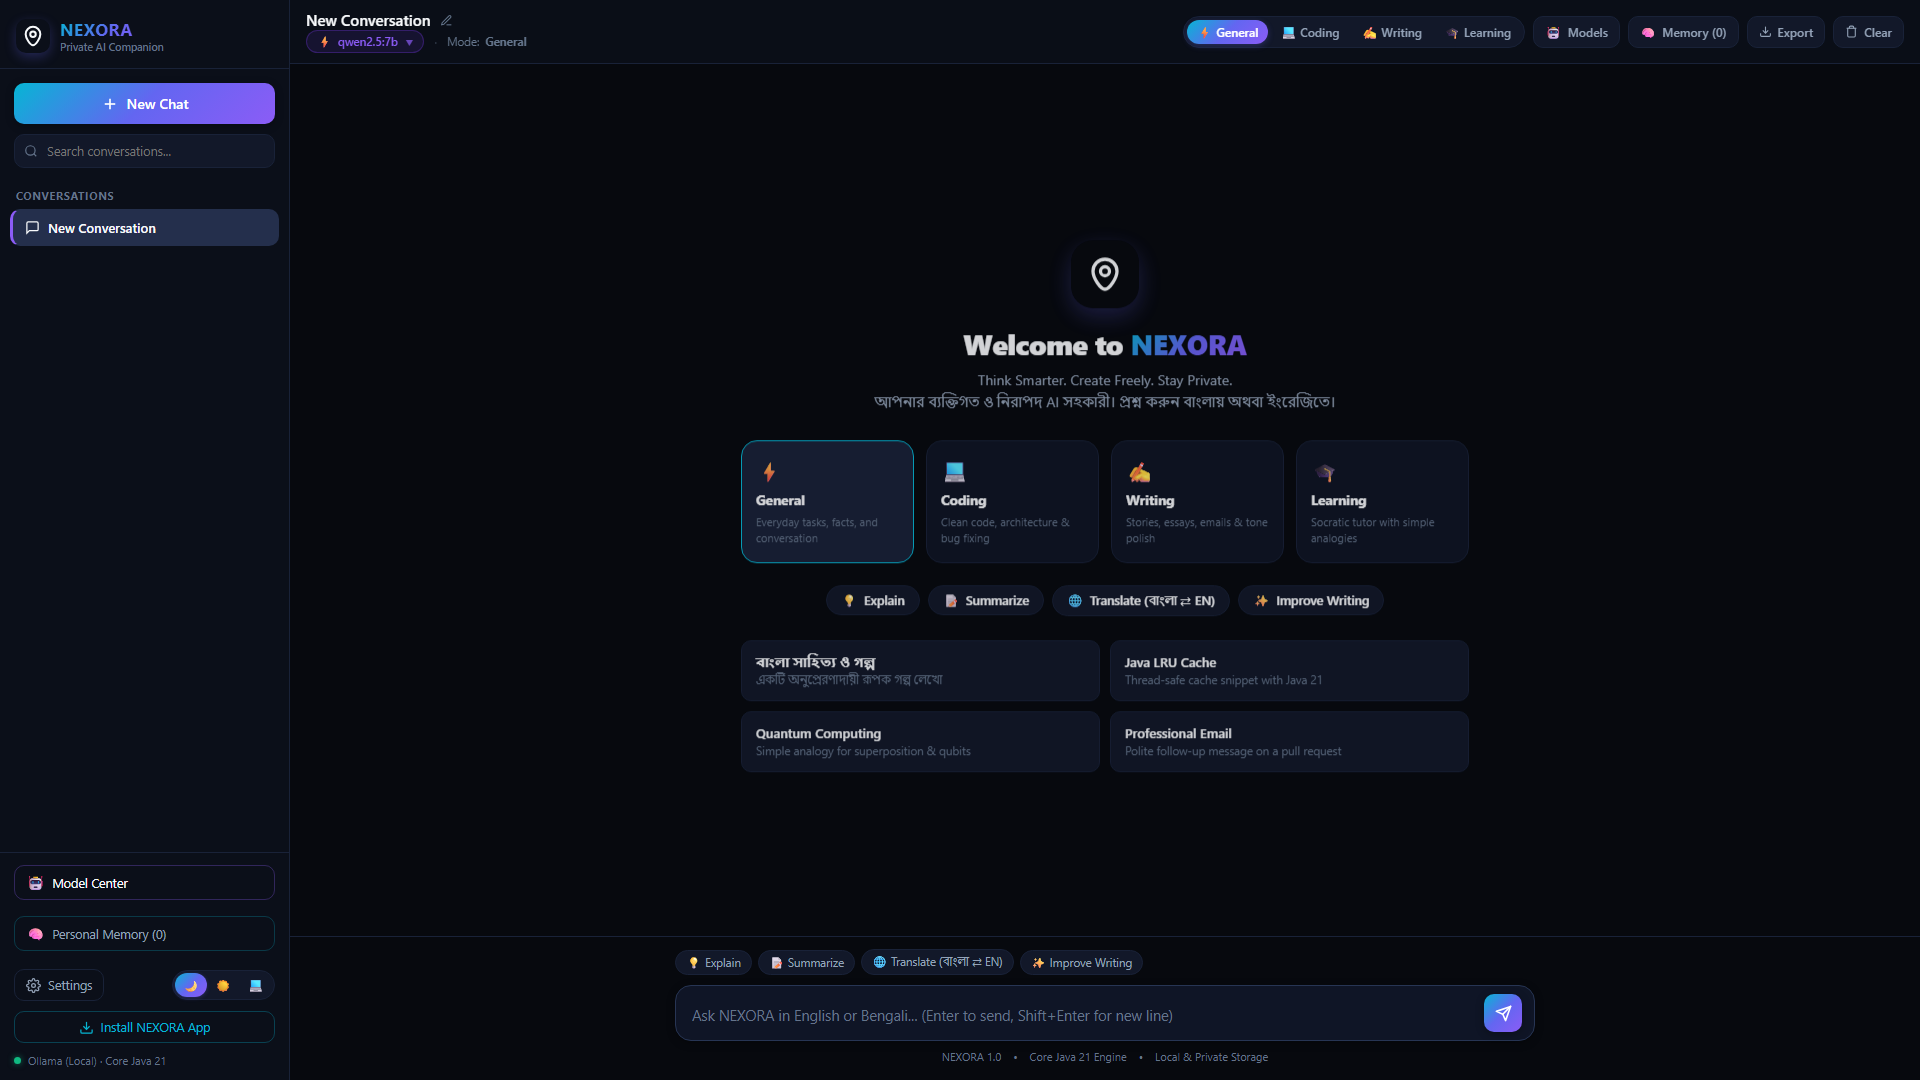 NEXORA
Private AI Companion
New Chat
Search conversations...
CONVERSATIONS
New Conversation
Model Center
Personal Memory (0)
Settings
Install NEXORA App
Ollama (Local) · Core Java 21
New Conversation
qwen2.5:7b
· Mode: General
General
Coding
Writing
Learning
Models
Memory (0)
Export
Clear
Welcome to NEXORA
Think Smarter. Create Freely. Stay Private.
আপনার ব্যক্তিগত ও নিরাপদ AI সহকারী। প্রশ্ন করুন বাংলায় অথবা ইংরেজিতে।
General
Everyday tasks, facts, and
conversation
Coding
Clean code, architecture &
bug fixing
Writing
Stories, essays, emails & tone
polish
Learning
Socratic tutor with simple
analogies
Explain
Summarize
Translate (বাংলা ⇄ EN)
Improve Writing
বাংলা সাহিত্য ও গল্প
একটি অনুপ্রেরণাদায়ী রূপক গল্প লেখো
Java LRU Cache
Thread-safe cache snippet with Java 21
Quantum Computing
Simple analogy for superposition & qubits
Professional Email
Polite follow-up message on a pull request
Explain
Summarize
Translate (বাংলা ⇄ EN)
Improve Writing
Ask NEXORA in English or Bengali... (Enter to send, Shift+Enter for new line)
NEXORA 1.0 • Core Java 21 Engine • Local & Private Storage